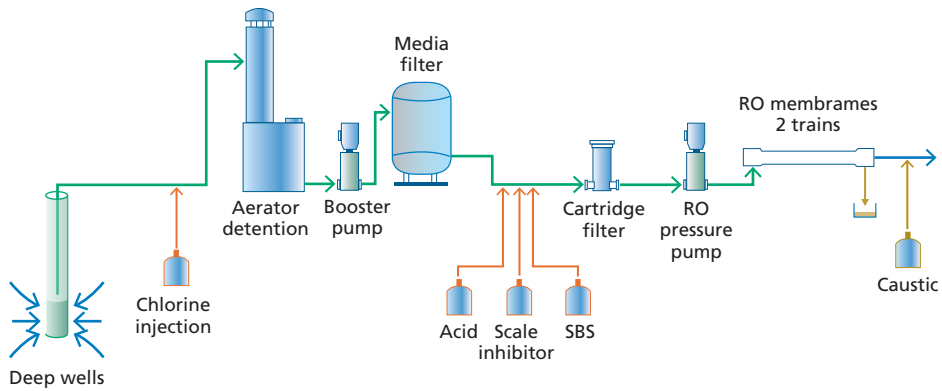 Media
filter
RO membrames
2 trains
Aerator
detention
Booster
pump
Cartridge
filter
RO
pressure
pump
Caustic
Chlorine
injection
Acid
Scale
inhibitor
SBS
Deep wells